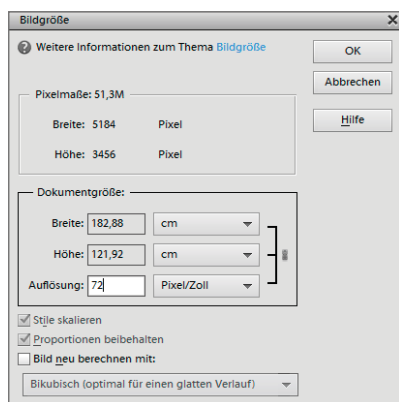 Bildgröße
Weitere Informationen zum Thema Bildgröße
OK
Abbrechen
Hilfe
Pixelmaße: 51,3M
Breite: 5184 Pixel
Höhe: 3456 Pixel
Dokumentgröße:
Breite: 182,88 cm
Höhe: 121,92 cm
Auflösung: 72 Pixel/Zoll
Stile skalieren
Proportionen beibehalten
Bild neu berechnen mit:
Bikubisch (optimal für einen glatten Verlauf)